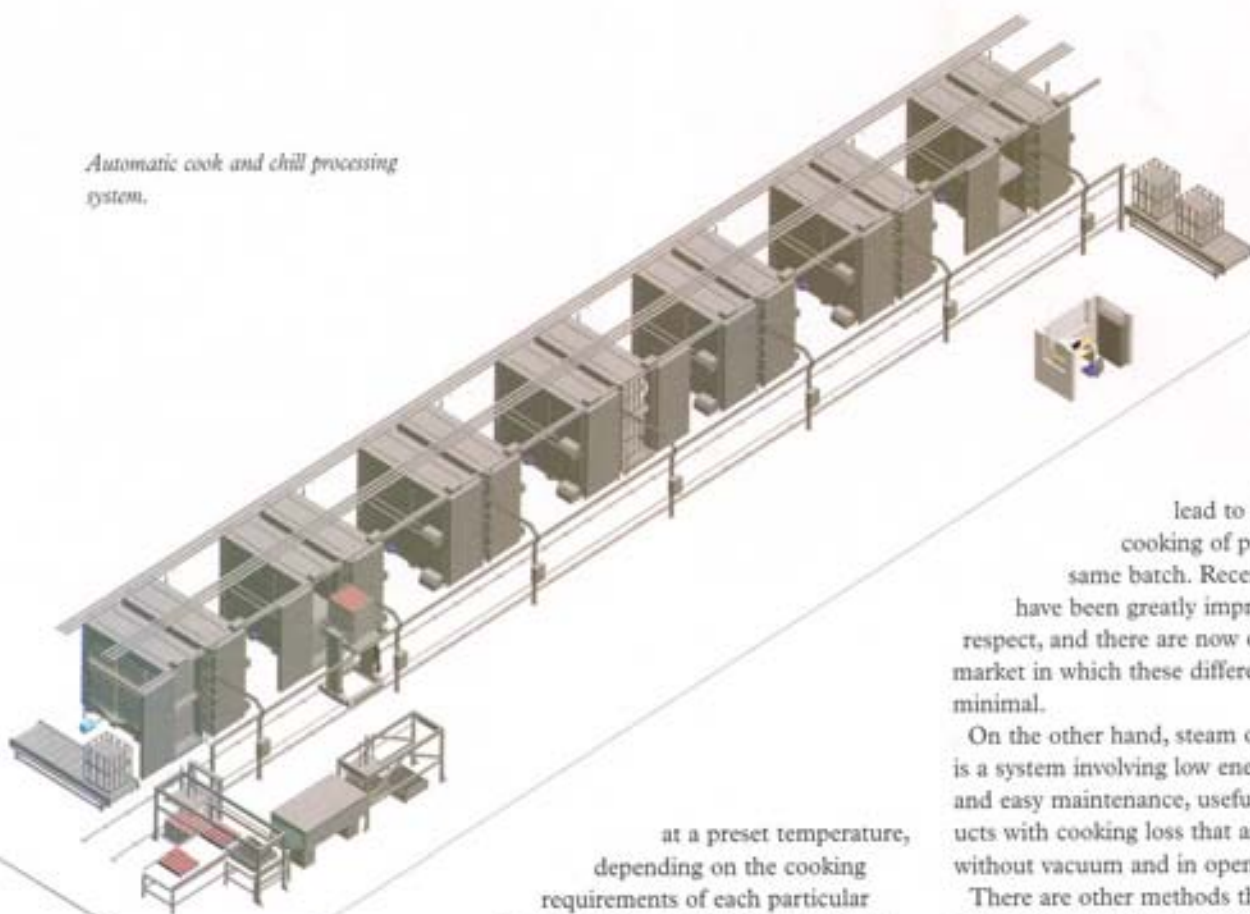 Automatic cook and chill processing
system.
at a preset temperature,
depending on the cooking
requirements of each particular
lead to
cooking of p
same batch. Rece
have been greatly impr
respect, and there are now
market in which these differe
minimal.
On the other hand, steam
is a system involving low ene
and easy maintenance, usefu
ucts with cooking loss that a
without vacuum and in open
There are other methods th